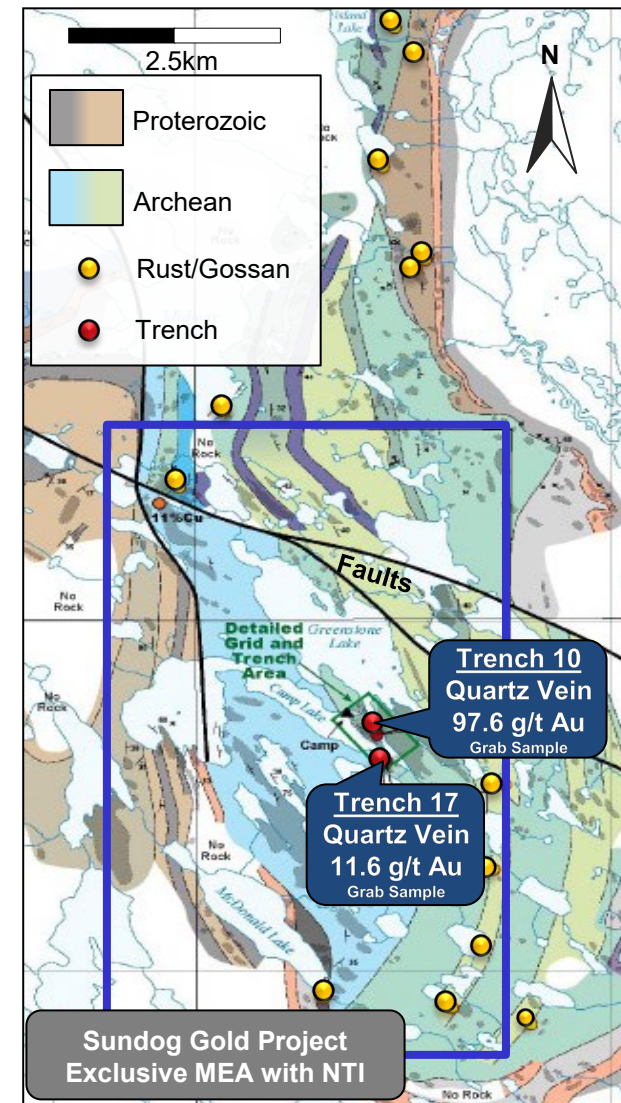 Island
Lake
2.5km
N
Proterozoic
Archean
Rust/Gossan
Trench
No
Rock
11%Cu
Faults
No
Rock
Detailed
Grid and
Trench
Area
Greenstone
Lake
Camp Lake
Camp
No
Rock
Trench 10
Quartz Vein
97.6 g/t Au
Grab Sample
Trench 17
Quartz Vein
11.6 g/t Au
Grab Sample
No
Rock
McDonald Lake
Sundog Gold Project
Exclusive MEA with NTI
No Rock